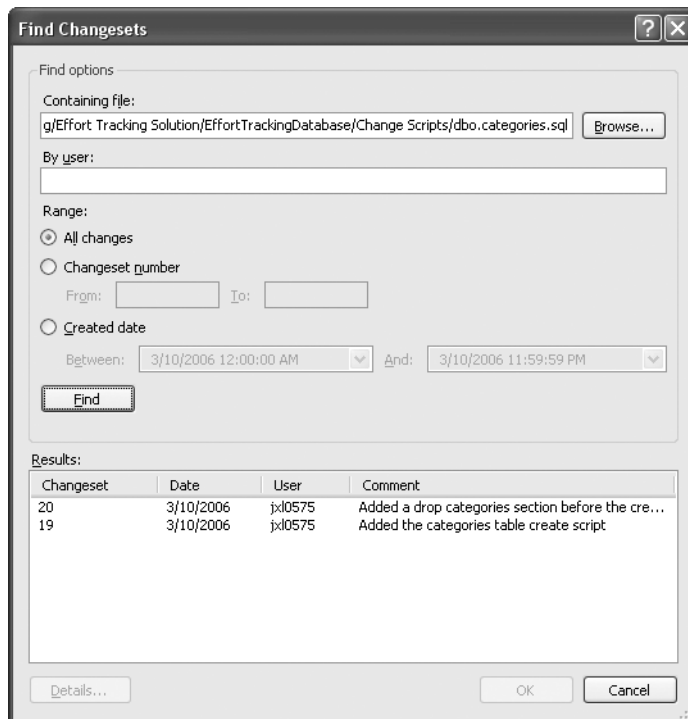 Find Changesets
Find options
Containing file:
g/Effort Tracking Solution/EffortTrackingDatabase/Change Scripts/dbo.categories.sql Browse...
By user:
Range:
All changes
Changeset number
From: To:
Created date
Between: 3/10/2006 12:00:00 AM And: 3/10/2006 11:59:59 PM
Find
Results:
Changeset Date User Comment
20 3/10/2006 jxl0575 Added a drop categories section before the cre...
19 3/10/2006 jxl0575 Added the categories table create script
Details... OK Cancel